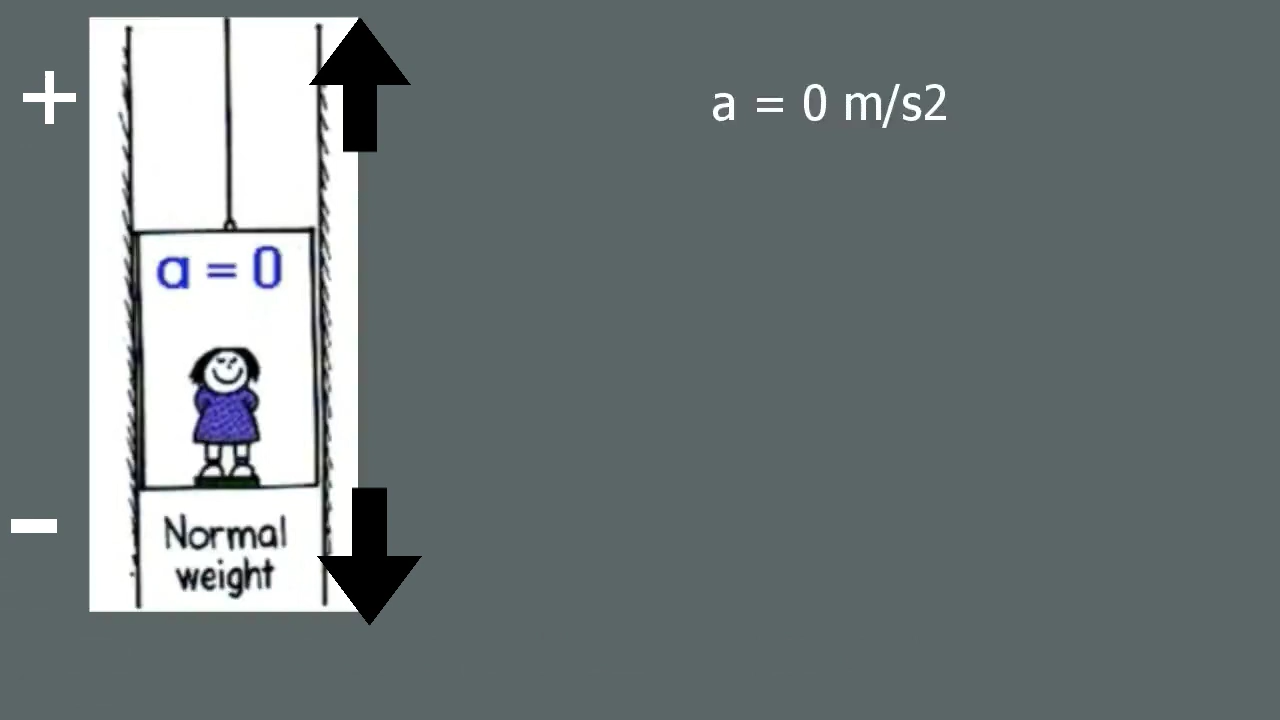 +
a = 0 m/s2
a = 0
Normal
weight
−